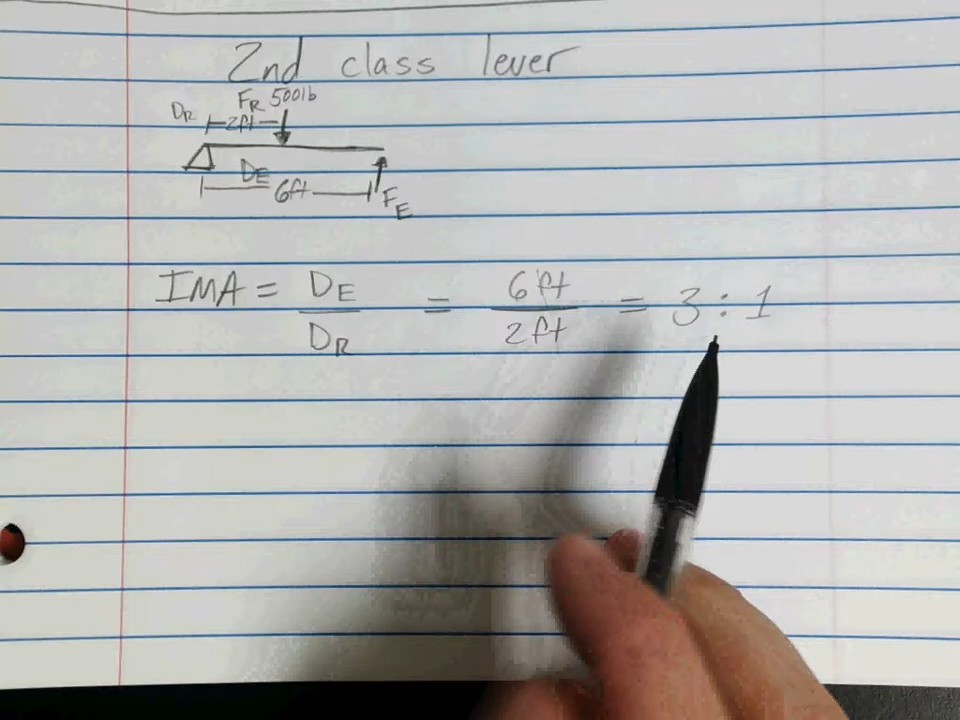 2nd class lever
FR 500lb
DR 2ft
DE
6ft
FE
IMA = DE/DR = 6ft/2ft = 3 : 1